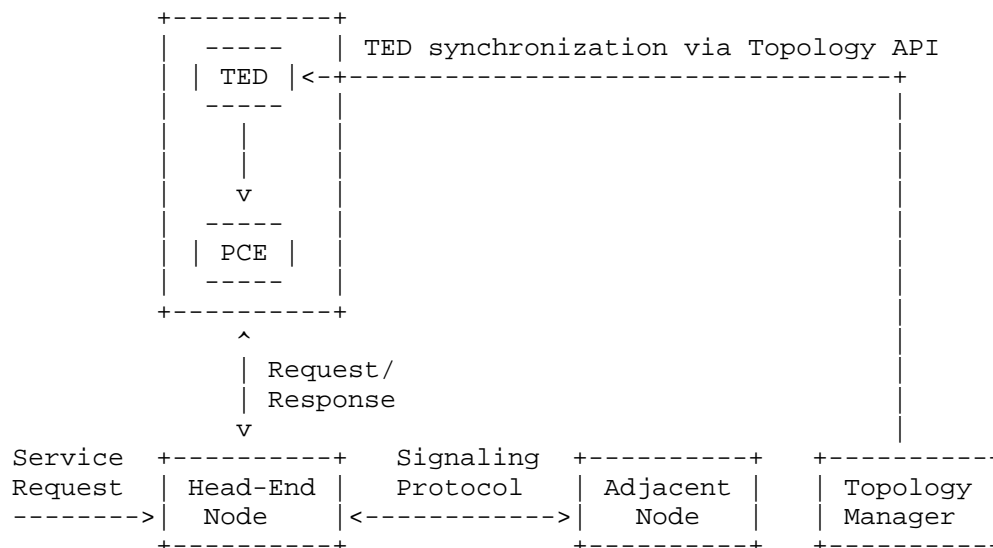 TED synchronization via Topology API
TED
PCE
Request/
Response
Service
Request
Head-End
Node
Signaling
Protocol
Adjacent
Node
Topology
Manager